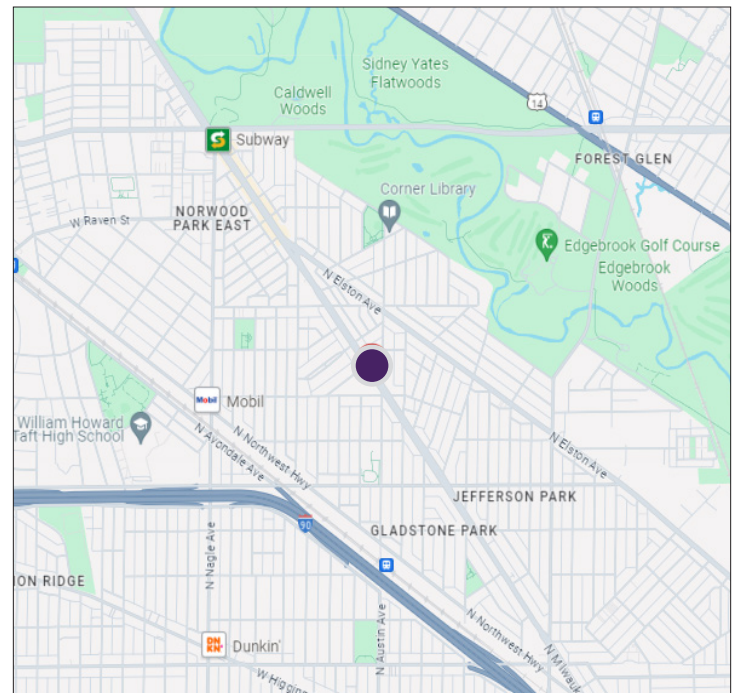 Sidney Yates
Flatwoods
Caldwell
Woods
14
Subway
FOREST GLEN
Corner Library
W Raven St
NORWOOD
PARK EAST
Edgebrook Golf Course
Edgebrook
Woods
N Elston Ave
Mobil
Mobil
William Howard
Taft High School
N Northwest Hwy
N Avondale Ave
N Elston Ave
JEFFERSON PARK
90
GLADSTONE PARK
N Nagle Ave
ON RIDGE
N Austin Ave
N Northwest Hwy
DN
KN'
Dunkin'
N Milwauk
W Higgins